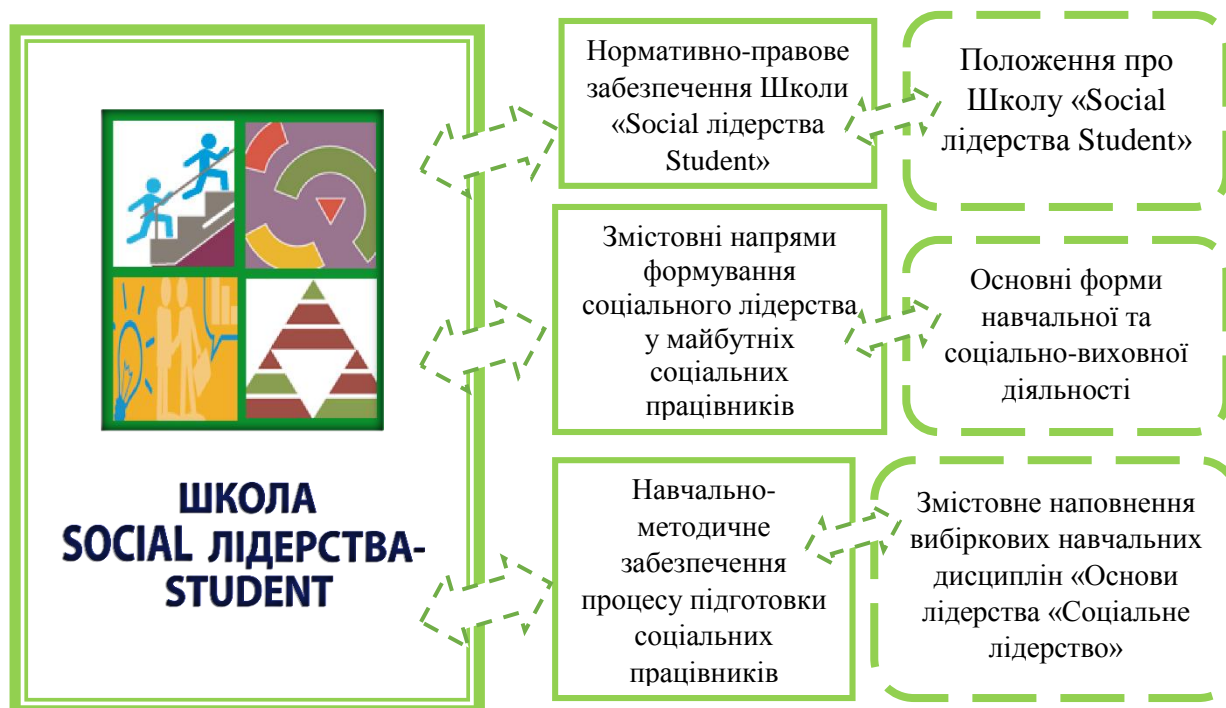 ШКОЛА
SOCIAL ЛІДЕРСТВА-
STUDENT
Нормативно-правове
забезпечення Школи
«Social лідерства
Student»
Положення про
Школу «Social
лідерства Student»
Змістовні напрями
формування
соціального лідерства
у майбутніх
соціальних
працівників
Основні форми
навчальної та
соціально-виховної
діяльності
Навчально-
методичне
забезпечення
процесу підготовки
соціальних
працівників
Змістовне наповнення
вибіркових навчальних
дисциплін «Основи
лідерства «Соціальне
лідерство»